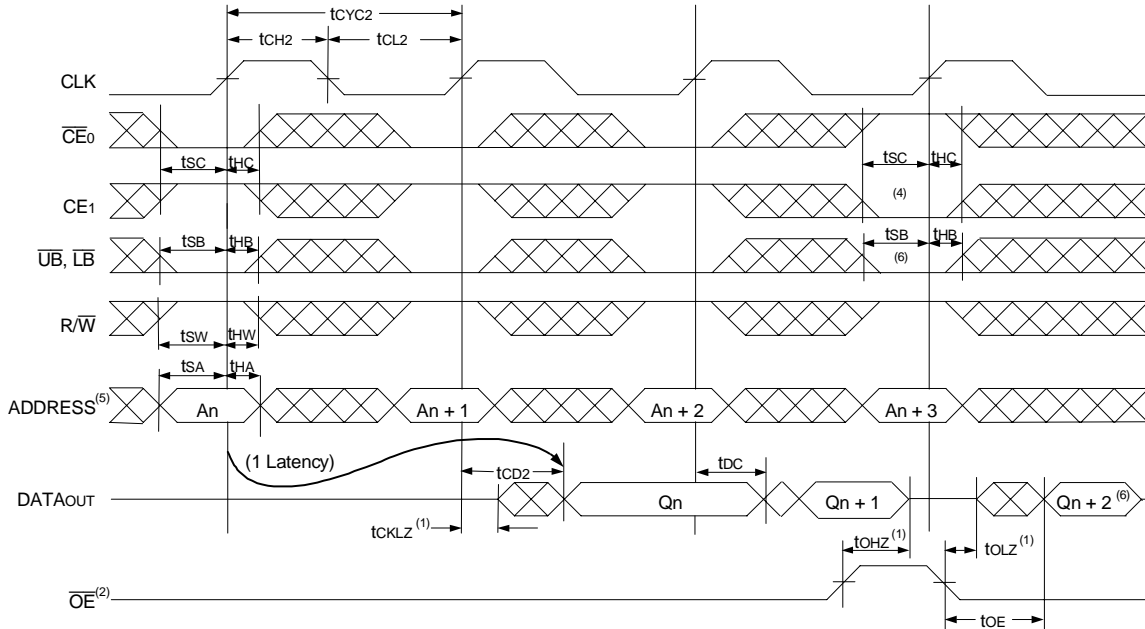 tCYC2
tCH2 tCL2
CLK
CE0
tSC tHC tSC tHC
CE1 (4)
tSB tHB tSB tHB
UB, LB (6)
R/W
tSW tHW
tSA tHA
ADDRESS(5) An An + 1 An + 2 An + 3
(1 Latency) tCD2 tDC
DATAOUT Qn Qn + 1 Qn + 2 (6)
tCKLZ (1) tOHZ (1) tOLZ (1)
OE(2)
tOE